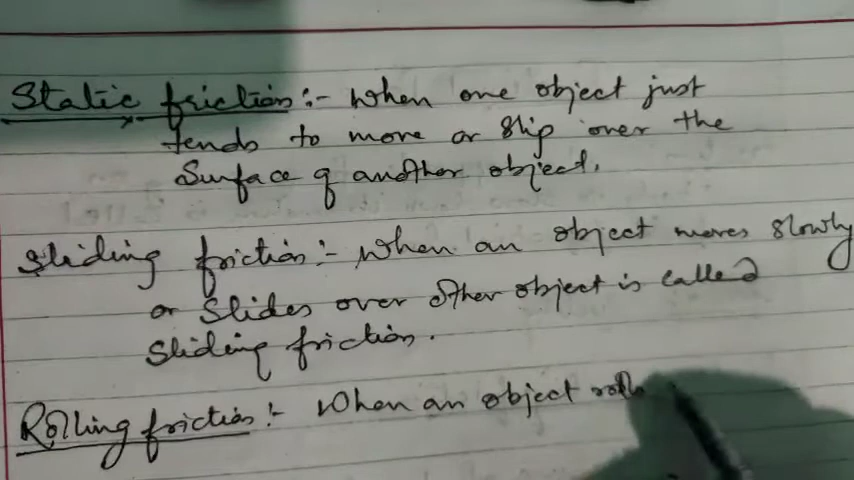 Static friction :- When one object just
tends to move or slip over the
Surface of another object.
Sliding friction :- When an object moves slowly
or slides over other object is called
sliding friction.
Rolling friction :- When an object rolls